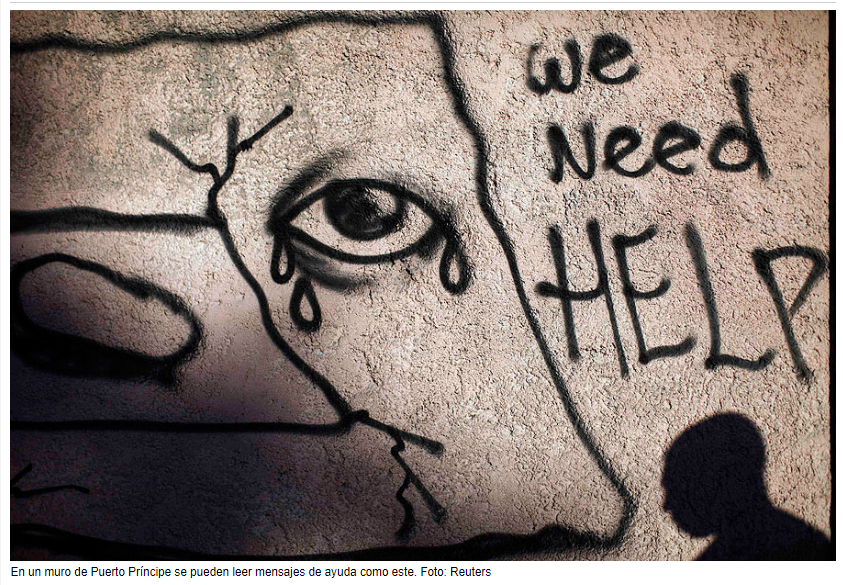 we
Need
HELP
En un muro de Puerto Príncipe se pueden leer mensajes de ayuda como este. Foto: Reuters